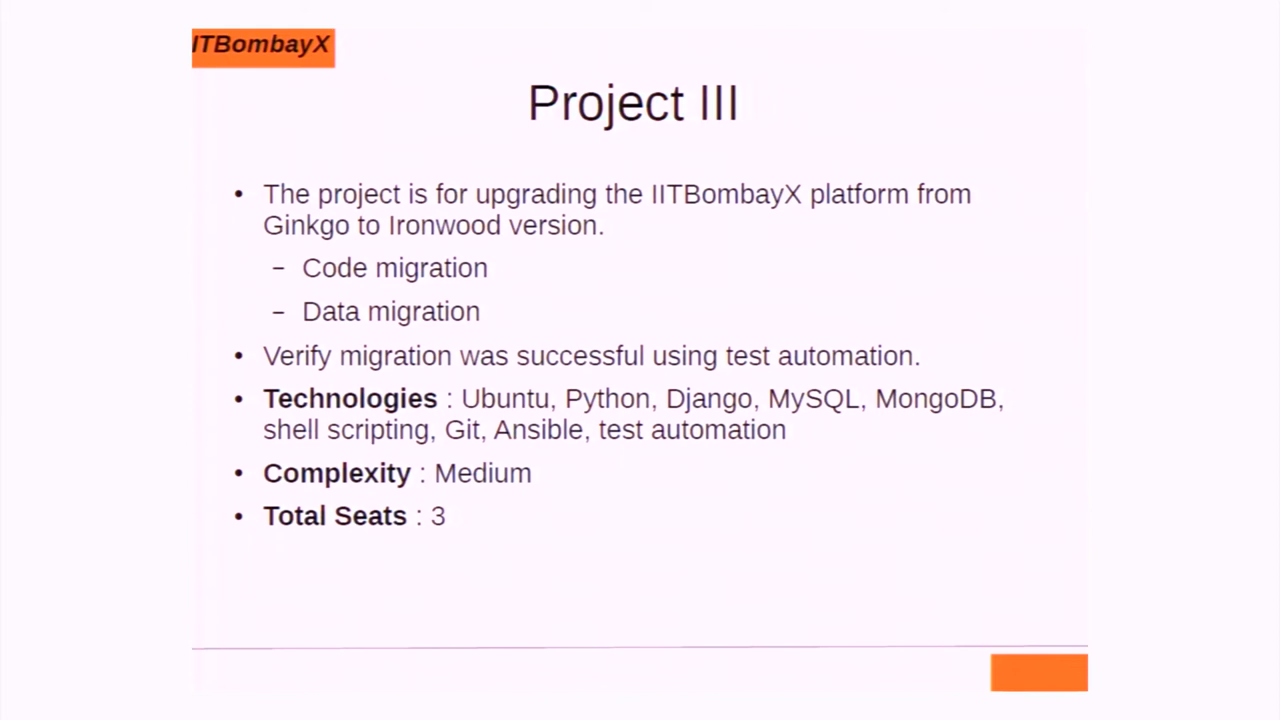 ITBombayX
Project III
• The project is for upgrading the IITBombayX platform from
Ginkgo to Ironwood version.
– Code migration
– Data migration
• Verify migration was successful using test automation.
• Technologies : Ubuntu, Python, Django, MySQL, MongoDB,
shell scripting, Git, Ansible, test automation
• Complexity : Medium
• Total Seats : 3